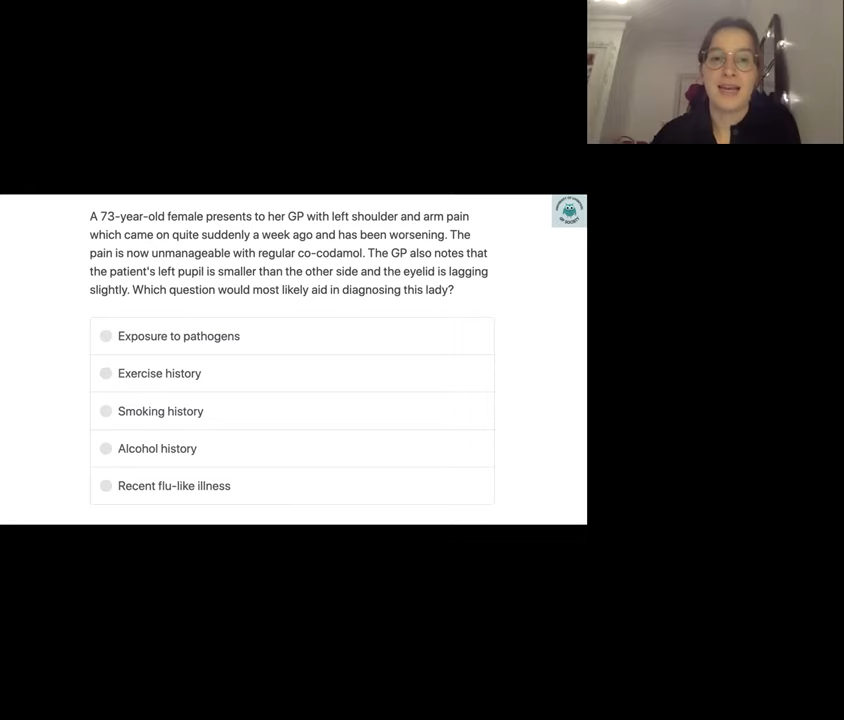 A 73-year-old female presents to her GP with left shoulder and arm pain
which came on quite suddenly a week ago and has been worsening. The
pain is now unmanageable with regular co-codamol. The GP also notes that
the patient's left pupil is smaller than the other side and the eyelid is lagging
slightly. Which question would most likely aid in diagnosing this lady?
Exposure to pathogens
Exercise history
Smoking history
Alcohol history
Recent flu-like illness